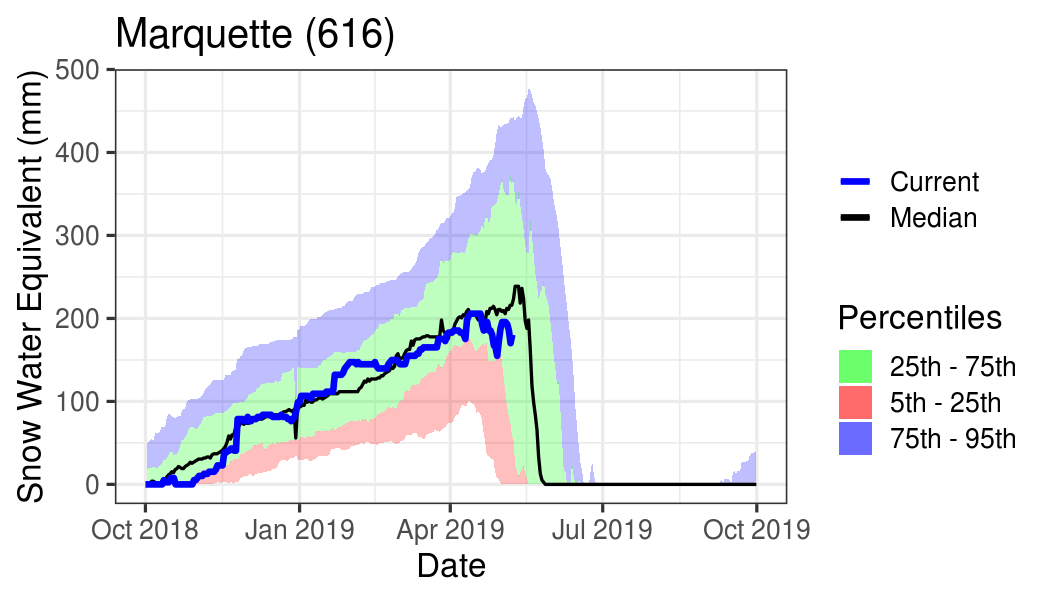 Marquette (616)
Snow Water Equivalent (mm)
500
400
300
200
100
0
Oct 2018
Jan 2019
Apr 2019
Jul 2019
Oct 2019
Date
Current
Median
Percentiles
25th - 75th
5th - 25th
75th - 95th